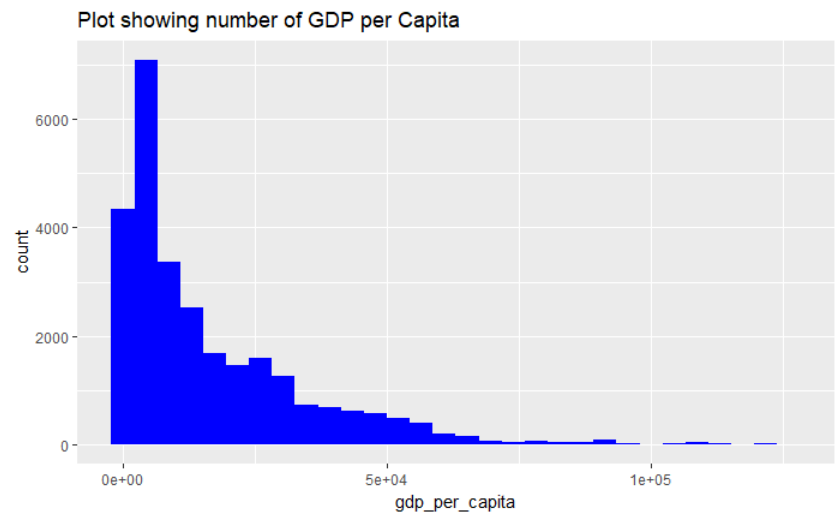 Plot showing number of GDP per Capita
6000
4000
2000
0
count
0e+00 5e+04 1e+05
gdp_per_capita